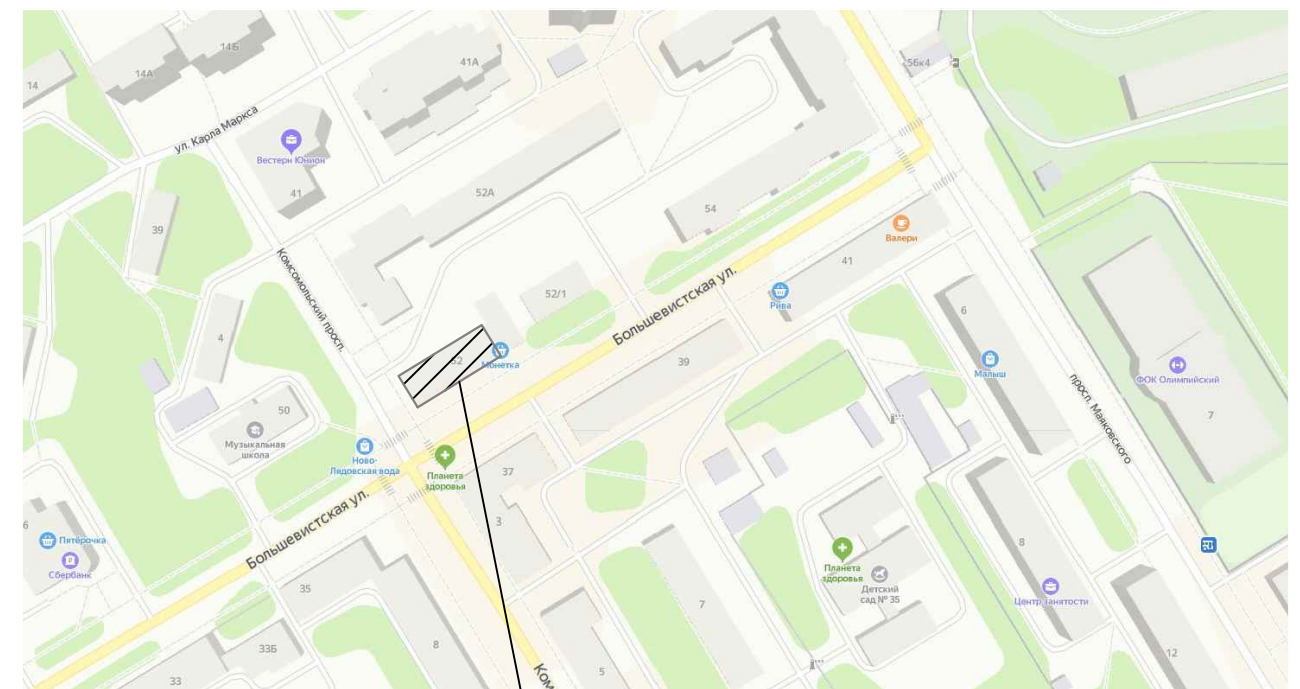 14Б
41А
56к4
14А
14
ул. Карла Маркса
Вестерн Юнион
41
52А
54
Валери
39
41
Комсомольский просп.
52/1
Большевистская ул.
Рива
6
4
52
Монетка
39
Малыш
ФОК Олимпийский
просп. Маяковского
7
50
Музыкальная
школа
Ново-
Лядовская вода
Планета
здоровья
37
3
Большевистская ул.
6
Пятёрочка
Сбербанк
8
Планета
здоровья
Детский
сад № 35
35
7
Центр занятости
33Б
8
5
12
33
Ком